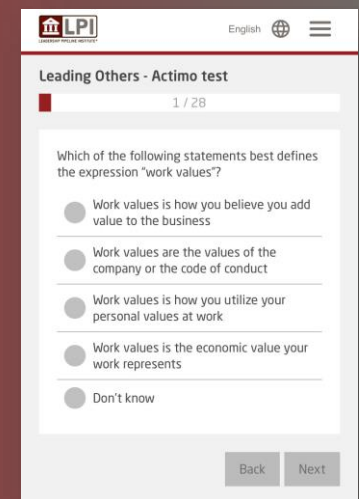 LPI
LEADERSHIP PIPELINE INSTITUTE
English
Leading Others - Actimo test
1 / 28
Which of the following statements best defines
the expression "work values"?
Work values is how you believe you add
value to the business
Work values are the values of the
company or the code of conduct
Work values is how you utilize your
personal values at work
Work values is the economic value your
work represents
Don't know
Back
Next